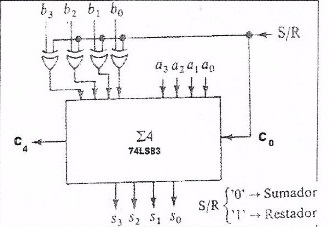 b3 b2 b1 b0
S/R
a3 a2 a1 a0
Σ4
74LS83
C4
C0
S3 S2 S1 S0
S/R { '0' → Sumador
'1' → Restador